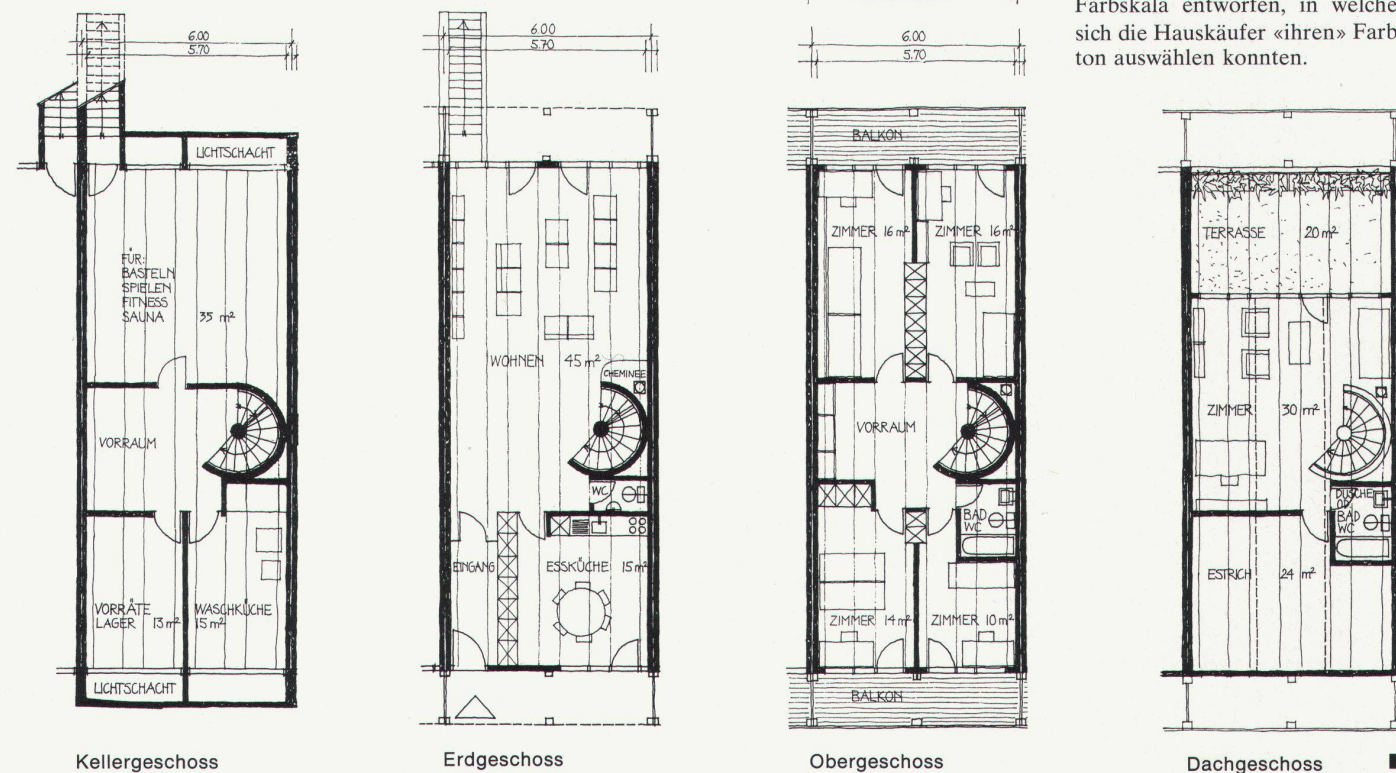 Farbskala entworfen, in welche
sich die Hauskäufer «ihren» Farb
ton auswählen konnten.
6.00
5.70
LICHTSCHACHT
FÜR:
BASTELN
SPIELEN
FITNESS
SAUNA 35 m²
VORRAUM
VORRÄTE
LAGER 13 m²
WASCHKÜCHE
15 m²
LICHTSCHACHT
Kellergeschoss
6.00
5.70
WOHNEN 45 m²
CHEMINEE
WC
EINGANG
ESSKÜCHE 15 m²
Erdgeschoss
6.00
5.70
BALKON
ZIMMER 16 m²
ZIMMER 16 m²
VORRAUM
BAD
WC
ZIMMER 14 m²
ZIMMER 10 m²
BALKON
Obergeschoss
TERRASSE 20 m²
ZIMMER 30 m²
DUSCHE
OD.
BAD
WC
ESTRICH 24 m²
Dachgeschoss